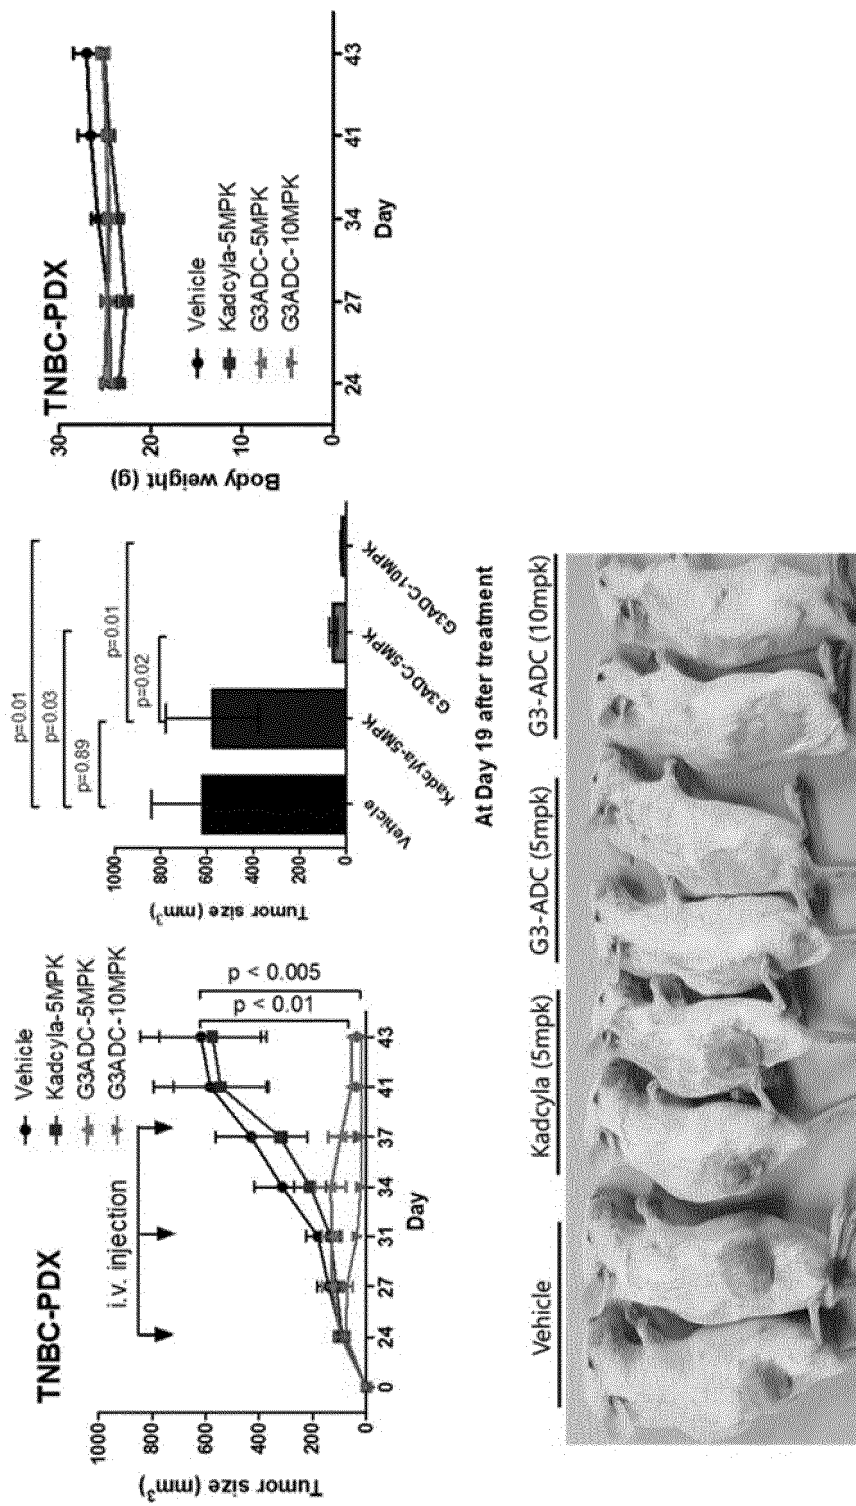 TNBC-PDX
i.v. injection
Vehicle
Kadcyla-5MPK
G3ADC-5MPK
G3ADC-10MPK
p < 0.01
p < 0.005
Tumor size (mm³)
1000
800
600
400
200
0
0 24 27 31 34 37 41 43
Day
p=0.01
p=0.03
p=0.89
p=0.01
p=0.02
Tumor size (mm³)
1000
800
600
400
200
0
Vehicle
Kadcyla-5MPK
G3ADC-5MPK
G3ADC-10MPK
At Day 19 after treatment
TNBC-PDX
Body weight (g)
30
20
10
0
Vehicle
Kadcyla-5MPK
G3ADC-5MPK
G3ADC-10MPK
24 27 34 41 43
Day
Vehicle
Kadcyla (5mpk)
G3-ADC (5mpk)
G3-ADC (10mpk)